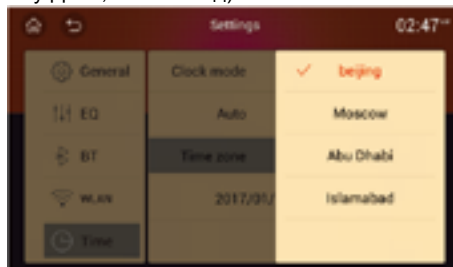 Settings
02:47
General
Clock mode
beijing
EQ
Auto
Moscow
BT
Time zone
Abu Dhabi
WLAN
2017/01/
Islamabad
Time